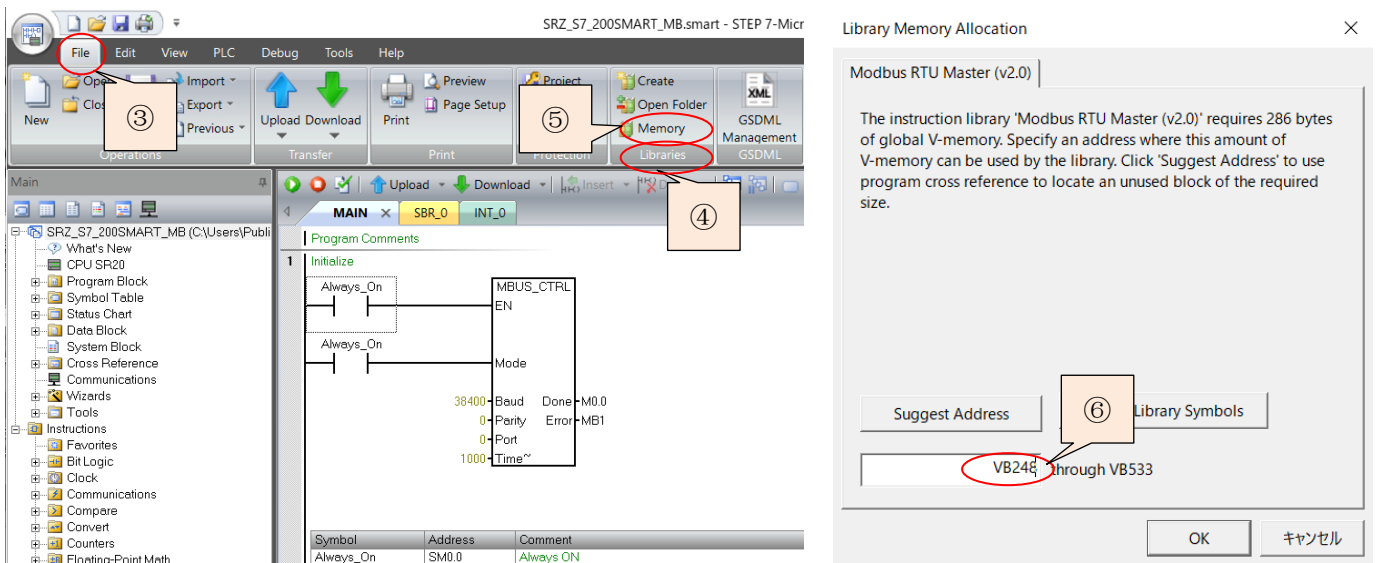 SRZ_S7_200SMART_MB.smart - STEP 7-Micr
File Edit View PLC Debug Tools Help
New
Import
Export
Previous
③
Upload Download
Print
Preview
Page Setup
Project
⑤
Create
Open Folder
Memory
XML
GSDML
Management
Operations Transfer Print Protection Libraries GSDML
Main
Upload Download Insert
④
MAIN SBR_0 INT_0
SRZ_S7_200SMART_MB (C:\Users\Publi
What's New
CPU SR20
Program Block
Symbol Table
Status Chart
Data Block
System Block
Cross Reference
Communications
Wizards
Tools
Instructions
Favorites
Bit Logic
Clock
Communications
Compare
Convert
Counters
Floating-Point Math
Program Comments
1 Initialize
Always_On MBUS_CTRL
EN
Always_On
Mode
38400 Baud Done M0.0
0 Parity Error MB1
0 Port
1000 Time~
Symbol Address Comment
Always_On SM0.0 Always ON
Library Memory Allocation
Modbus RTU Master (v2.0)
The instruction library 'Modbus RTU Master (v2.0)' requires 286 bytes
of global V-memory. Specify an address where this amount of
V-memory can be used by the library. Click 'Suggest Address' to use
program cross reference to locate an unused block of the required
size.
Suggest Address
⑥
Library Symbols
VB248 through VB533
OK キャンセル